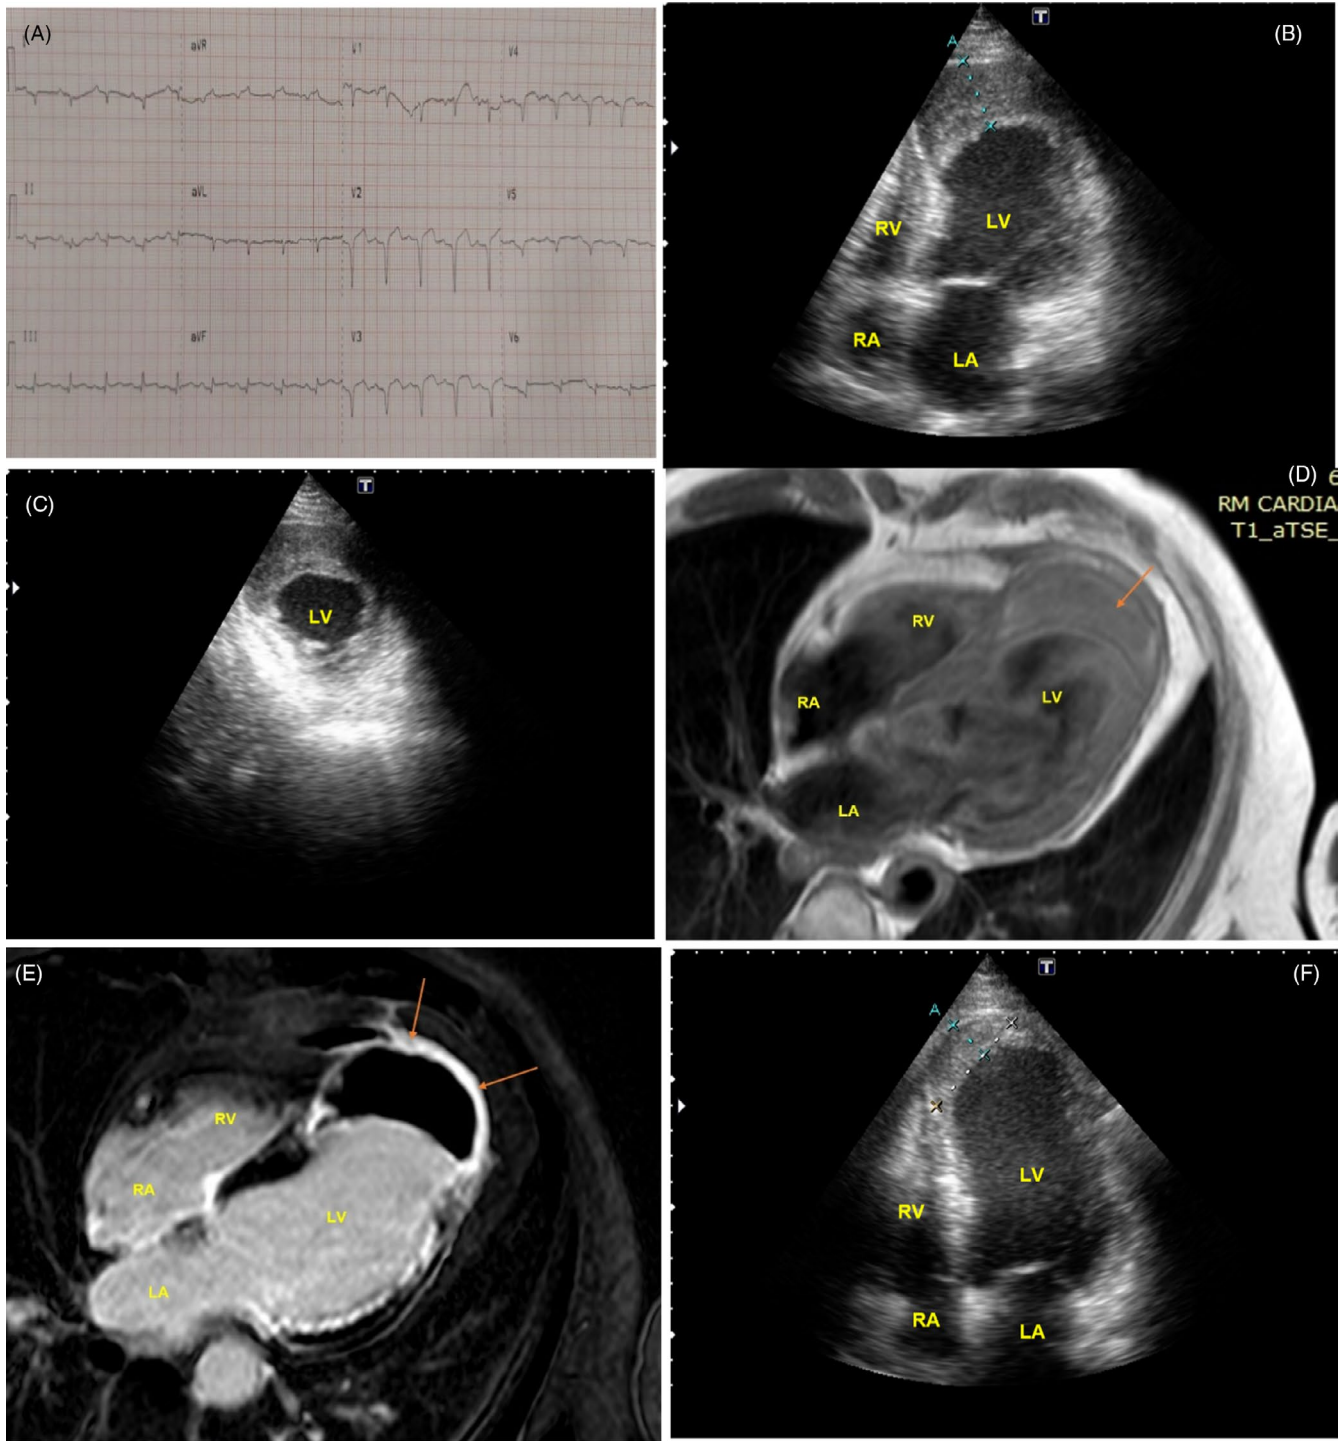 (A)
I
aVR
V1
V4
II
aVL
V2
V5
III
aVF
V3
V6
(B)
T
A
RV
LV
RA
LA
(C)
T
LV
(D)
6
RM CARDIA
T1_aTSE_
RV
RA
LV
LA
(E)
RV
RA
LV
LA
(F)
T
A
LV
RV
RA
LA